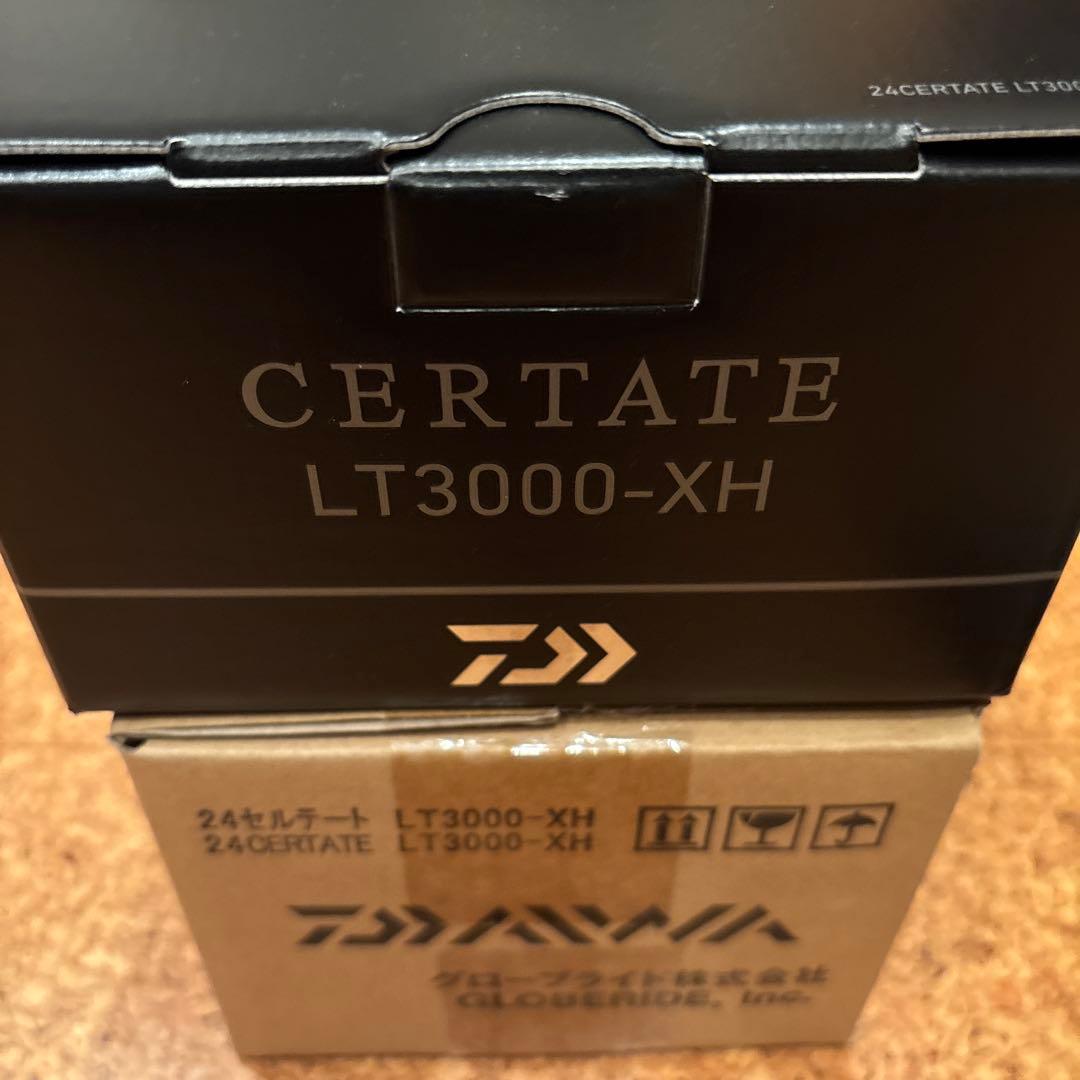 24CERTATE LT300
CERTATE
LT3000-XH
24セルテート LT3000-XH
24CERTATE LT3000-XH
DAIWA
グローブライド株式会社
GLOBERIDE, Inc.